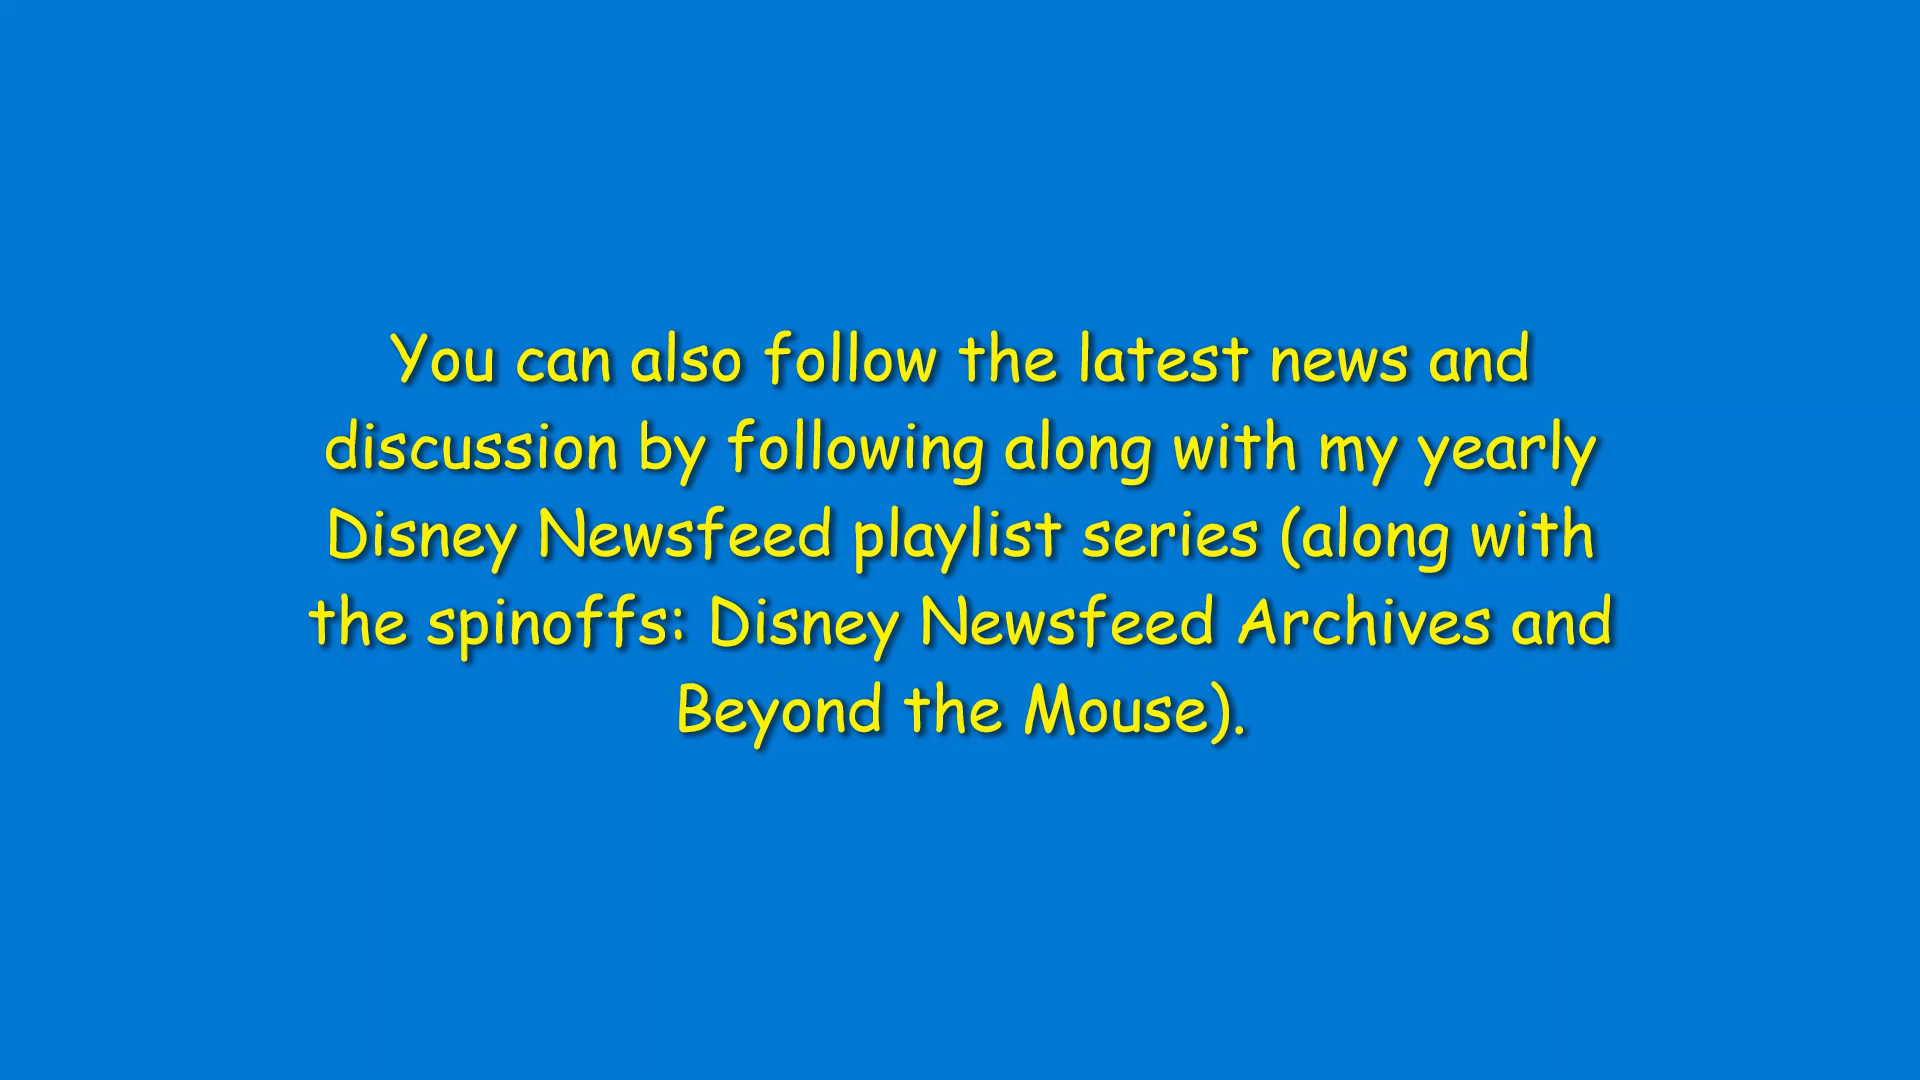 You can also follow the latest news and
discussion by following along with my yearly
Disney Newsfeed playlist series (along with
the spinoffs: Disney Newsfeed Archives and
Beyond the Mouse).